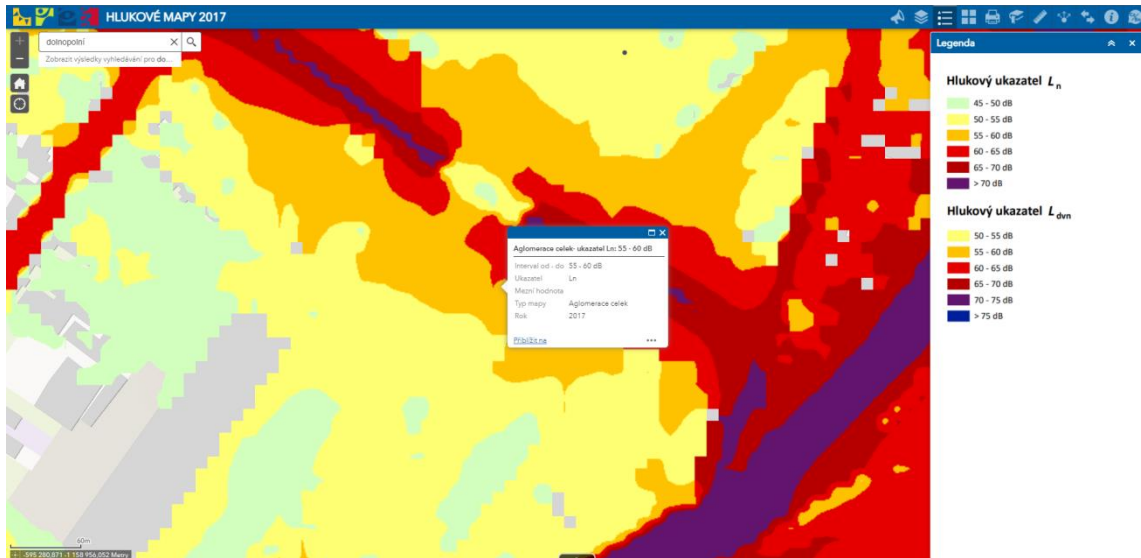 HLUKOVÉ MAPY 2017
dolnopolní
Zobrazit výsledky vyhledávání pro do...
Aglomerace celek- ukazatel Ln: 55 - 60 dB
Interval od - do 55 - 60 dB
Ukazatel Ln
Mezní hodnota
Typ mapy Aglomerace celek
Rok 2017
Přiblížit na
60m
-595 280,871 -1 158 956,052 Metry
Legenda
Hlukový ukazatel L n
45 - 50 dB
50 - 55 dB
55 - 60 dB
60 - 65 dB
65 - 70 dB
> 70 dB
Hlukový ukazatel L dvn
50 - 55 dB
55 - 60 dB
60 - 65 dB
65 - 70 dB
70 - 75 dB
> 75 dB